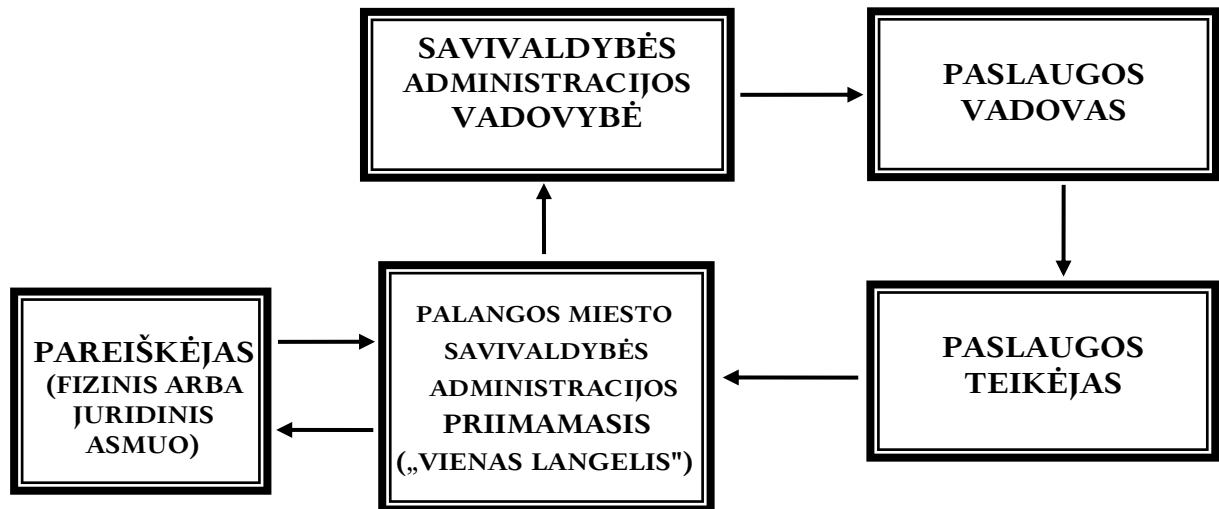 SAVIVALDYBĖS
ADMINISTRACIJOS
VADOVYBĖ
PASLAUGOS
VADOVAS
PAREIŠKĖJAS
(FIZINIS ARBA
JURIDINIS
ASMUO)
PALANGOS MIESTO
SAVIVALDYBĖS
ADMINISTRACIJOS
PRIIMAMASIS
(„VIENAS LANGELIS")
PASLAUGOS
TEIKĖJAS